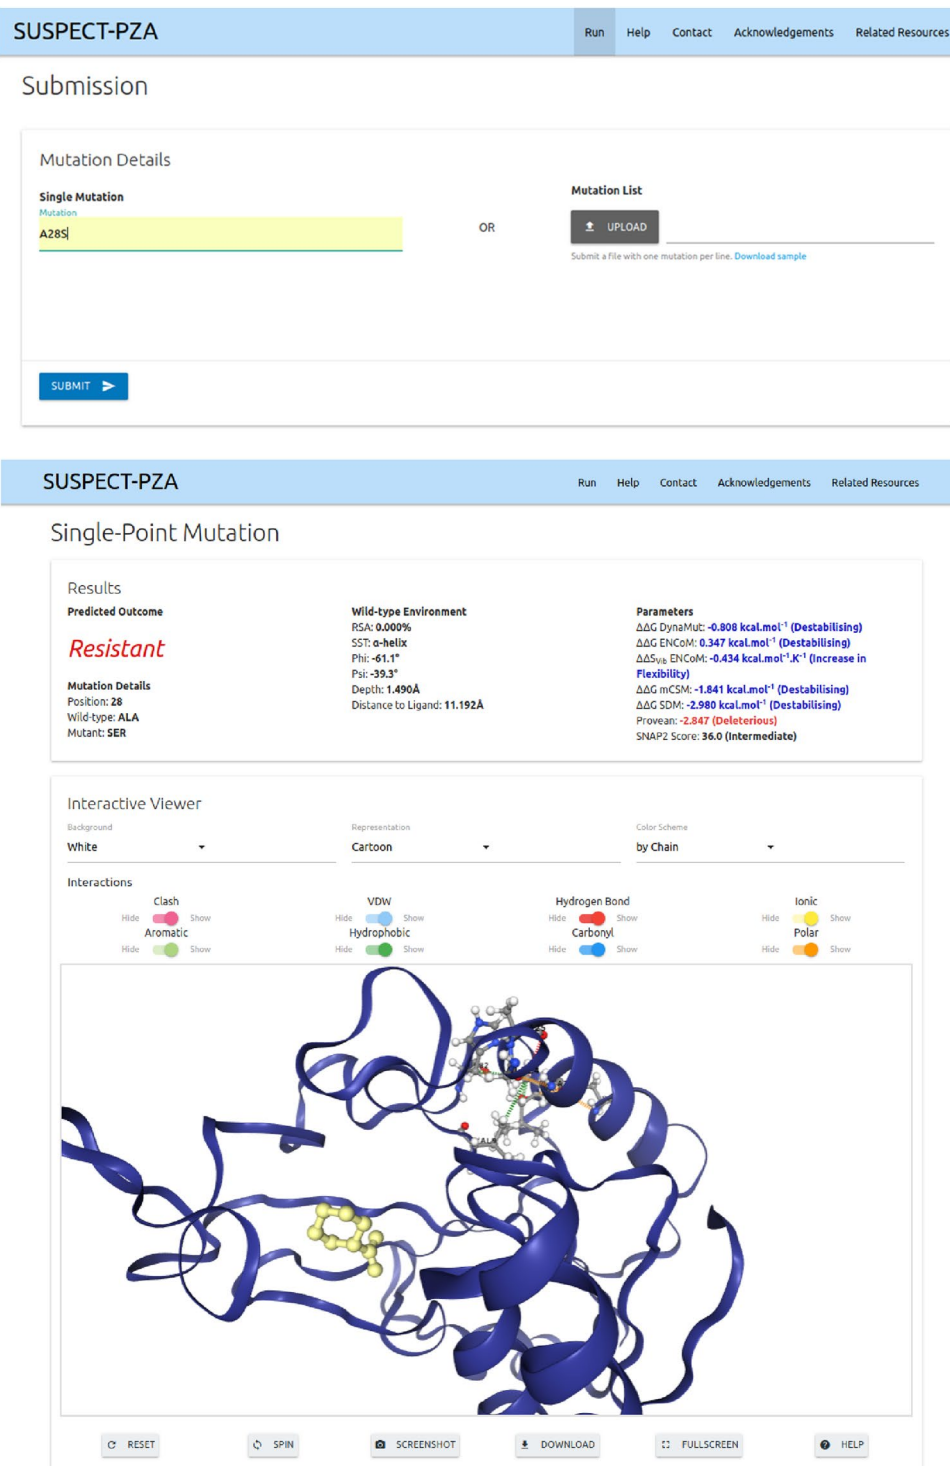 SUSPECT-PZA
Run Help Contact Acknowledgements Related Resources
Submission
Mutation Details
Single Mutation
Mutation
A28S
OR
Mutation List
UPLOAD
Submit a file with one mutation per line. Download sample
SUBMIT
SUSPECT-PZA
Run Help Contact Acknowledgements Related Resources
Single-Point Mutation
Results
Predicted Outcome
Resistant
Mutation Details
Position: 28
Wild-type: ALA
Mutant: SER
Wild-type Environment
RSA: 0.000%
SST: α-helix
Phi: -61.1°
Psi: -39.3°
Depth: 1.490Å
Distance to Ligand: 11.192Å
Parameters
ΔΔG DynaMut: -0.808 kcal.mol⁻¹ (Destabilising)
ΔΔG ENCoM: 0.347 kcal.mol⁻¹ (Destabilising)
ΔΔSVib ENCoM: -0.434 kcal.mol⁻¹.K⁻¹ (Increase in
Flexibility)
ΔΔG mCSM: -1.841 kcal.mol⁻¹ (Destabilising)
ΔΔG SDM: -2.980 kcal.mol⁻¹ (Destabilising)
Provean: -2.847 (Deleterious)
SNAP2 Score: 36.0 (Intermediate)
Interactive Viewer
Background Representation Color Scheme
White Cartoon by Chain
Interactions
Clash VDW Hydrogen Bond Ionic
Hide Show Hide Show Hide Show Hide Show
Aromatic Hydrophobic Carbonyl Polar
Hide Show Hide Show Hide Show Hide Show
RESET SPIN SCREENSHOT DOWNLOAD FULLSCREEN HELP